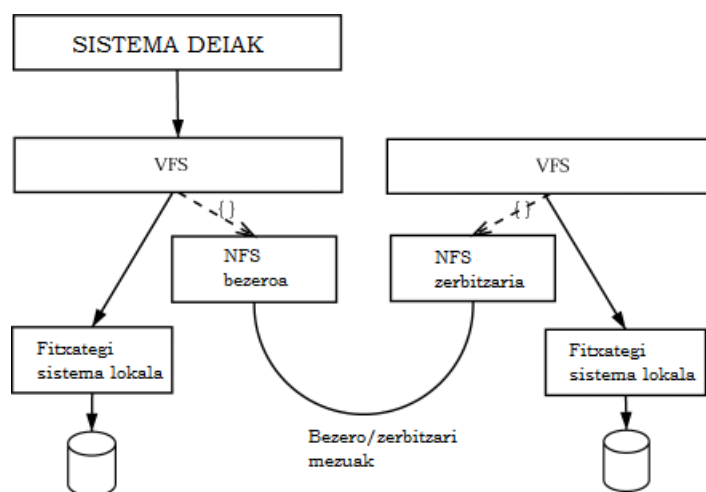 SISTEMA DEIAK
VFS
VFS
{}
{}
NFS
bezeroa
NFS
zerbitzaria
Fitxategi
sistema lokala
Fitxategi
sistema lokala
Bezero/zerbitzari
mezuak